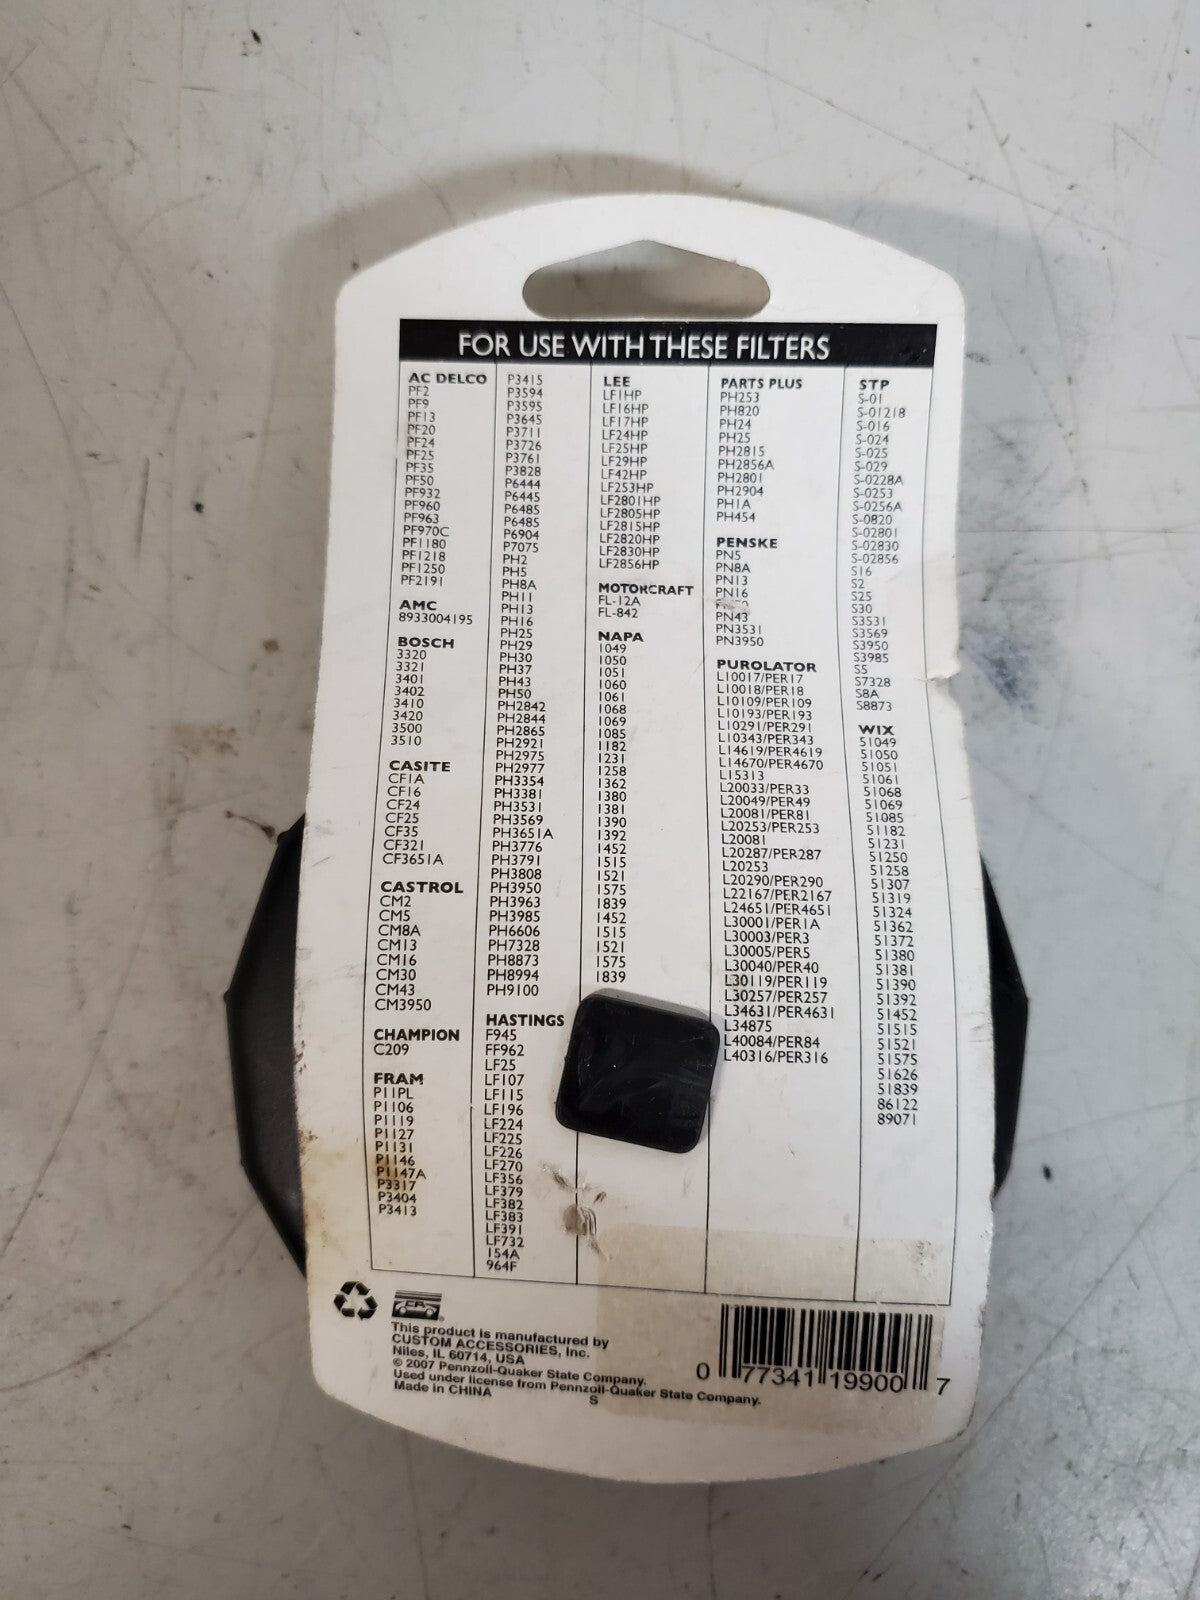 FOR USE WITH THESE FILTERS
AC DELCO
PF2
PF9
PF13
PF20
PF24
PF25
PF35
PF50
PF932
PF960
PF963
PF970C
PF1180
PF1218
PF1250
PF2191
AMC
8933004195
BOSCH
3320
3321
3401
3402
3410
3420
3500
3510
CASITE
CF1A
CF16
CF24
CF25
CF35
CF321
CF3651A
CASTROL
CM2
CM5
CM8A
CM13
CM16
CM30
CM43
CM3950
CHAMPION
C209
FRAM
P11PL
P1106
P1119
P1127
P1131
P1146
P1147A
P3317
P3404
P3413
P3415
P3594
P3595
P3645
P3711
P3726
P3761
P3828
P6444
P6445
P6485
P6485
P6904
P7075
PH2
PH5
PH8A
PH11
PH13
PH16
PH25
PH29
PH30
PH37
PH43
PH50
PH2842
PH2844
PH2865
PH2921
PH2975
PH2977
PH3354
PH3381
PH3531
PH3569
PH3651A
PH3776
PH3791
PH3808
PH3950
PH3963
PH3985
PH6606
PH7328
PH8873
PH8994
PH9100
HASTINGS
F945
FF962
LF25
LF107
LF115
LF196
LF224
LF225
LF226
LF270
LF356
LF379
LF382
LF383
LF391
LF732
154A
964F
LEE
LF1HP
LF16HP
LF17HP
LF24HP
LF25HP
LF29HP
LF42HP
LF253HP
LF2801HP
LF2805HP
LF2815HP
LF2820HP
LF2830HP
LF2856HP
MOTORCRAFT
FL-12A
FL-842
NAPA
1049
1050
1051
1060
1061
1068
1069
1085
1182
1231
1258
1362
1380
1381
1390
1392
1452
1515
1521
1575
1839
1452
1515
1521
1575
1839
PARTS PLUS
PH253
PH820
PH24
PH25
PH2815
PH2856A
PH2801
PH2904
PH1A
PH454
PENSKE
PN5
PN8A
PN13
PN16
PN43
PN3531
PN3950
PUROLATOR
L10017/PER17
L10018/PER18
L10109/PER109
L10193/PER193
L10291/PER291
L10343/PER343
L14619/PER4619
L14670/PER4670
L15313
L20033/PER33
L20049/PER49
L20081/PER81
L20253/PER253
L20081
L20287/PER287
L20253
L20290/PER290
L22167/PER2167
L24651/PER4651
L30001/PER1A
L30003/PER3
L30005/PER5
L30040/PER40
L30119/PER119
L30257/PER257
L34631/PER4631
L34875
L40084/PER84
L40316/PER316
STP
S-01
S-01218
S-016
S-024
S-025
S-029
S-0228A
S-0253
S-0256A
S-0820
S-02801
S-02830
S-02856
S16
S2
S25
S30
S3531
S3569
S3950
S3985
S5
S7328
S8A
S8873
WIX
51049
51050
51051
51061
51068
51069
51085
51182
51231
51250
51258
51307
51319
51324
51362
51372
51380
51381
51390
51392
51452
51515
51521
51575
51626
51839
86122
89071
This product is manufactured by
CUSTOM ACCESSORIES, Inc.
Niles, IL 60714, USA
© 2007 Pennzoil-Quaker State Company.
Used under license from Pennzoil-Quaker State Company.
Made in CHINA
S
0 77341 19900 7